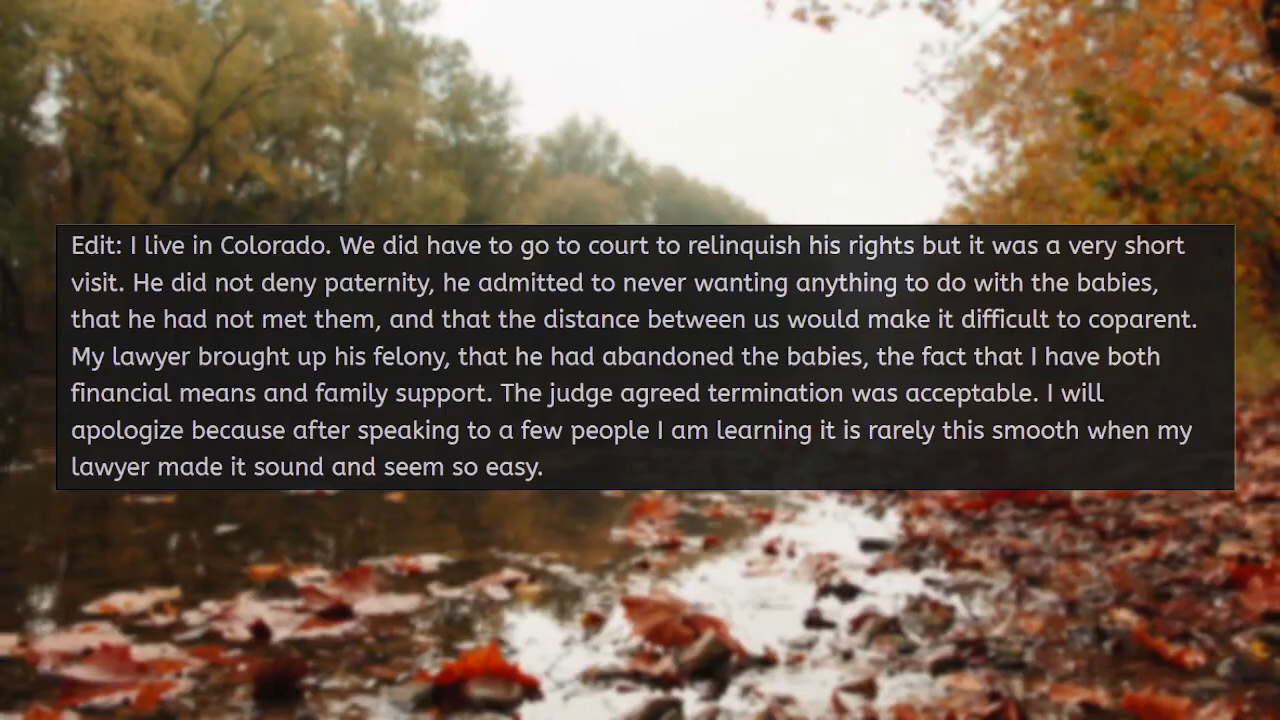 Edit: I live in Colorado. We did have to go to court to relinquish his rights but it was a very short
visit. He did not deny paternity, he admitted to never wanting anything to do with the babies,
that he had not met them, and that the distance between us would make it difficult to coparent.
My lawyer brought up his felony, that he had abandoned the babies, the fact that I have both
financial means and family support. The judge agreed termination was acceptable. I will
apologize because after speaking to a few people I am learning it is rarely this smooth when my
lawyer made it sound and seem so easy.